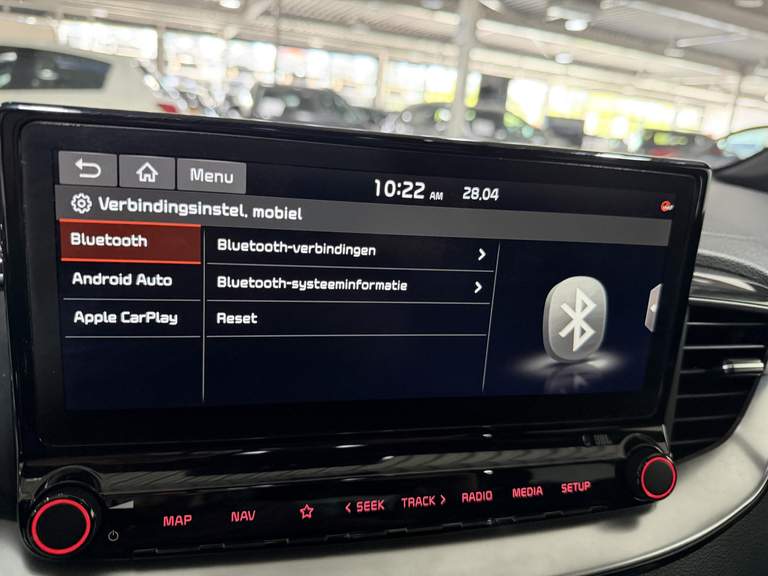 Menu
10:22 AM 28.04
Verbindingsinstel. mobiel
Bluetooth
Android Auto
Apple CarPlay
Bluetooth-verbindingen
Bluetooth-systeeminformatie
Reset
JBL
MAP
NAV
< SEEK
TRACK >
RADIO
MEDIA
SETUP